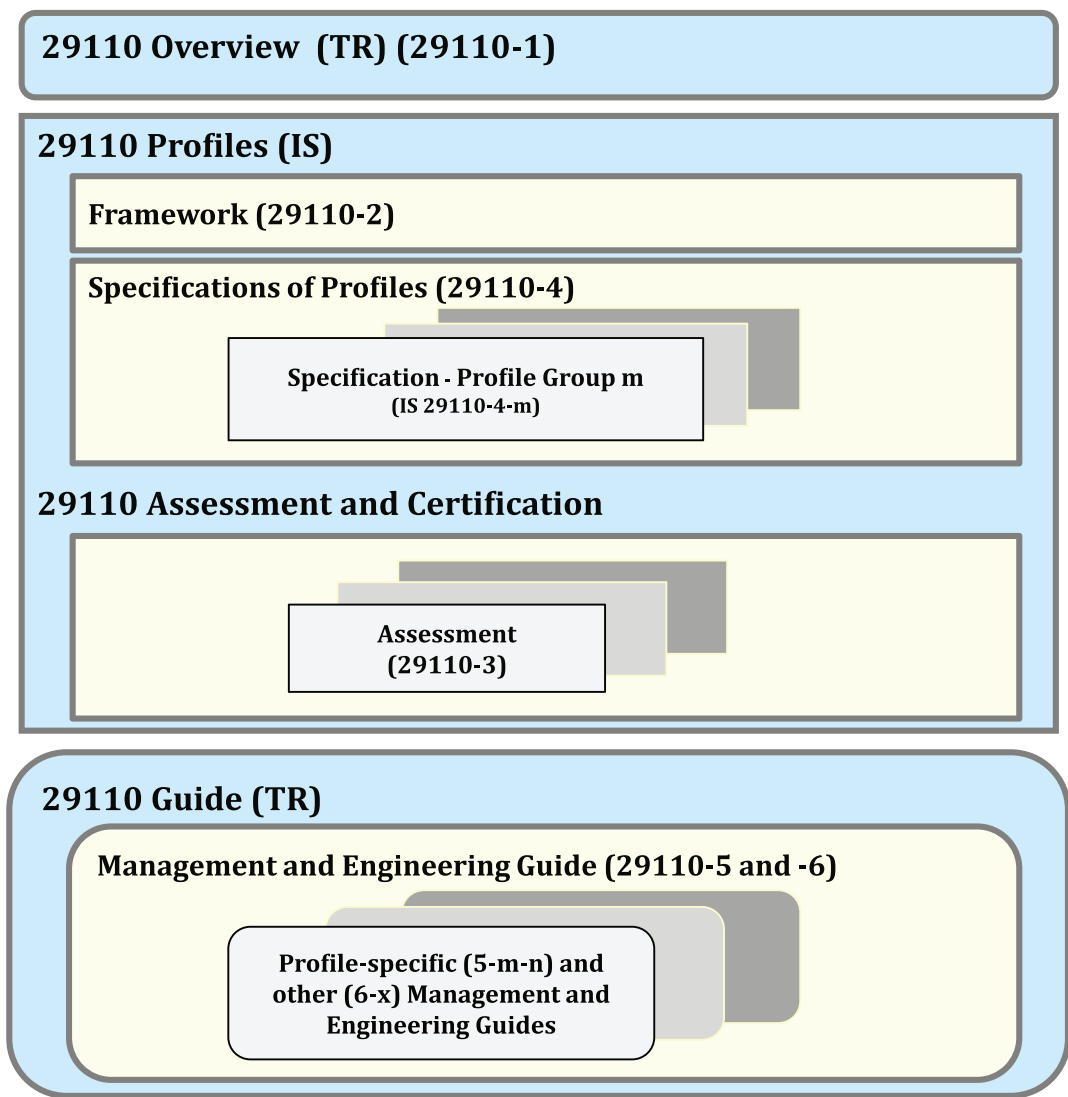 29110 Overview (TR) (29110-1)
29110 Profiles (IS)
Framework (29110-2)
Specifications of Profiles (29110-4)
Specification - Profile Group m
(IS 29110-4-m)
29110 Assessment and Certification
Assessment
(29110-3)
29110 Guide (TR)
Management and Engineering Guide (29110-5 and -6)
Profile-specific (5-m-n) and
other (6-x) Management and
Engineering Guides